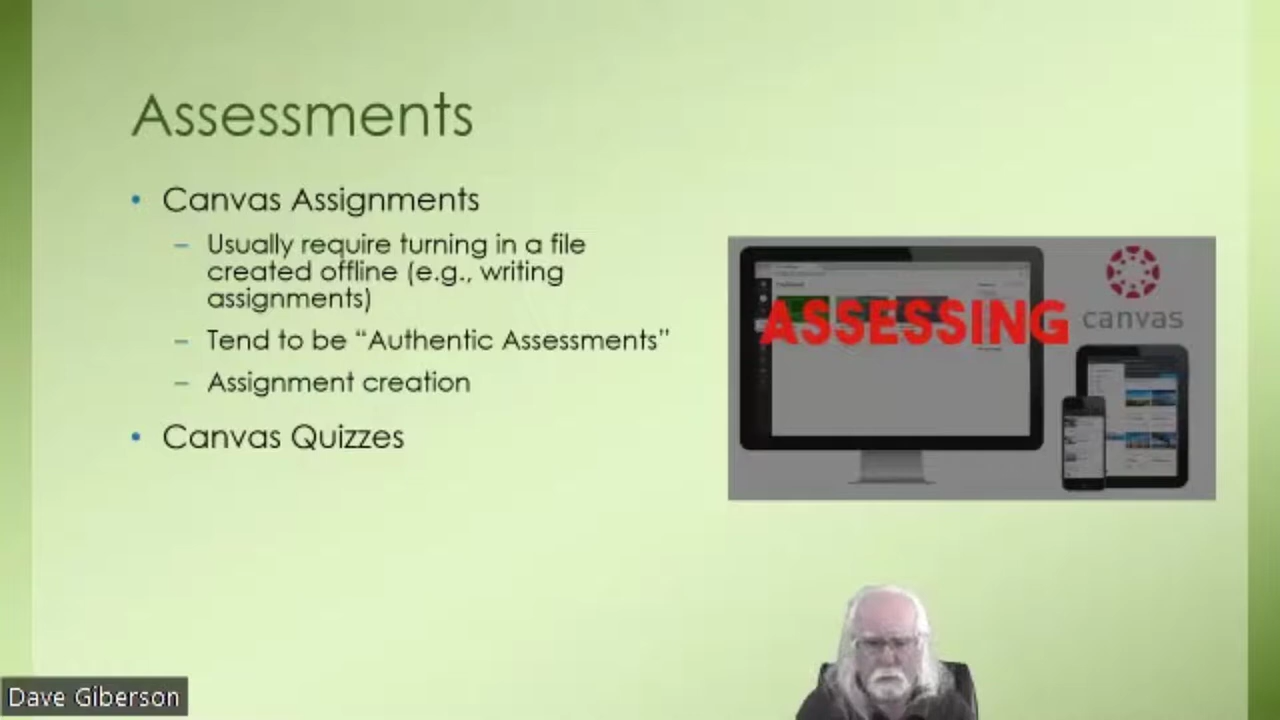 Assessments
• Canvas Assignments
– Usually require turning in a file
created offline (e.g., writing
assignments)
– Tend to be “Authentic Assessments”
– Assignment creation
• Canvas Quizzes
ASSESSING
canvas
Dave Giberson